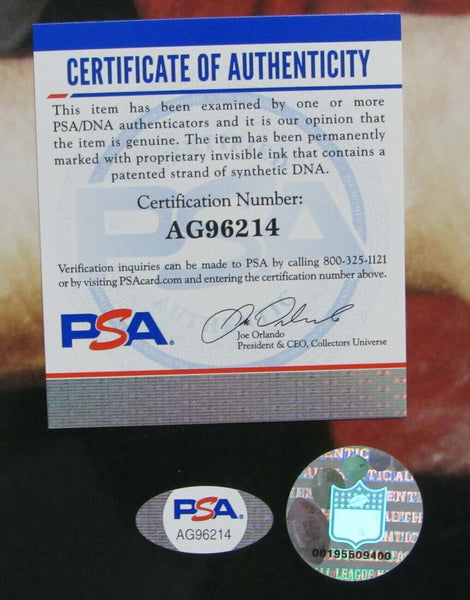 CERTIFICATE OF AUTHENTICITY
This item has been examined by one or more
PSA/DNA authenticators and it is our opinion that
the item is genuine. The item has been permanently
marked with proprietary invisible ink that contains a
patented strand of synthetic DNA.
Certification Number:
AG96214
Verification inquiries can be made to PSA by calling 800-325-1121
or by visiting PSAcard.com and entering the certification number above.
PSA
Joe Orlando
President & CEO, Collectors Universe
PSA
AG96214
00195509400